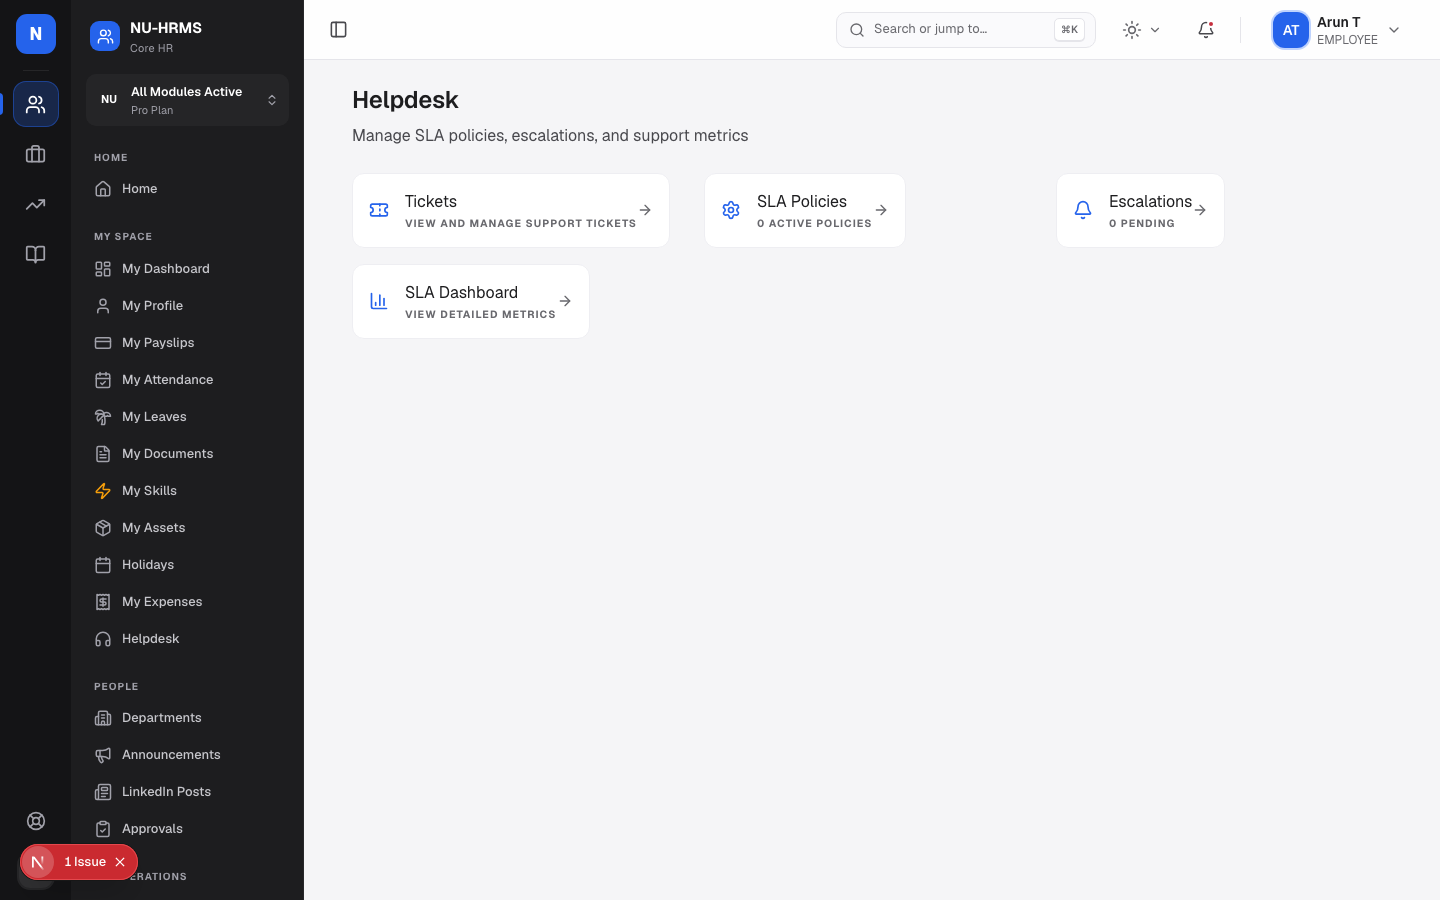 N
NU-HRMS
Core HR
NU
All Modules Active
Pro Plan
HOME
Home
MY SPACE
My Dashboard
My Profile
My Payslips
My Attendance
My Leaves
My Documents
My Skills
My Assets
Holidays
My Expenses
Helpdesk
PEOPLE
Departments
Announcements
LinkedIn Posts
Approvals
ERATIONS
N 1 Issue
Search or jump to...
⌘K
AT
Arun T
EMPLOYEE
Helpdesk
Manage SLA policies, escalations, and support metrics
Tickets
VIEW AND MANAGE SUPPORT TICKETS
SLA Policies
0 ACTIVE POLICIES
Escalations
0 PENDING
SLA Dashboard
VIEW DETAILED METRICS